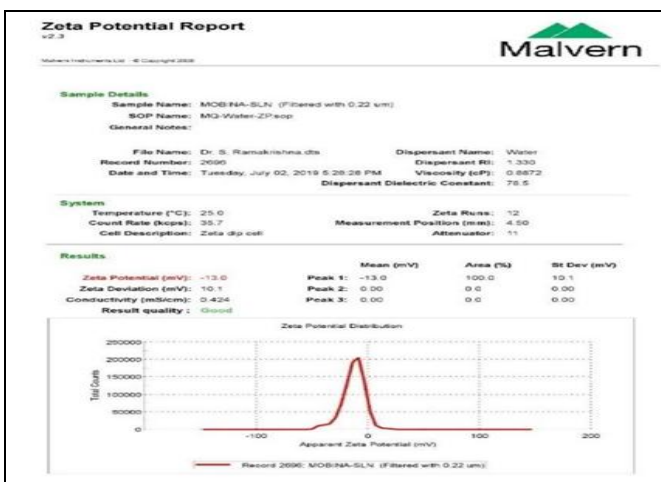 Zeta Potential Report
v2.3
Malvern
Malvern Instruments Ltd - © Copyright 2008
Sample Details
Sample Name: MOBINA-SLN (Filtered with 0.22 um)
SOP Name: MQ-Water-ZP.sop
General Notes:
File Name: Dr. S. Ramakrishna.dts Dispersant Name: Water
Record Number: 2696 Dispersant RI: 1.330
Date and Time: Tuesday, July 02, 2019 5:28:28 PM Viscosity (cP): 0.8872
Dispersant Dielectric Constant: 78.5
System
Temperature (°C): 25.0 Zeta Runs: 12
Count Rate (kcps): 35.7 Measurement Position (mm): 4.50
Cell Description: Zeta dip cell Attenuator: 11
Results
Mean (mV) Area (%) St Dev (mV)
Zeta Potential (mV): -13.0 Peak 1: -13.0 100.0 10.1
Zeta Deviation (mV): 10.1 Peak 2: 0.00 0.0 0.00
Conductivity (mS/cm): 0.424 Peak 3: 0.00 0.0 0.00
Result quality : Good
Zeta Potential Distribution
Total Counts
250000
200000
150000
100000
50000
0
-100 0 100 200
Apparent Zeta Potential (mV)
Record 2696: MOBINA-SLN (Filtered with 0.22 um)